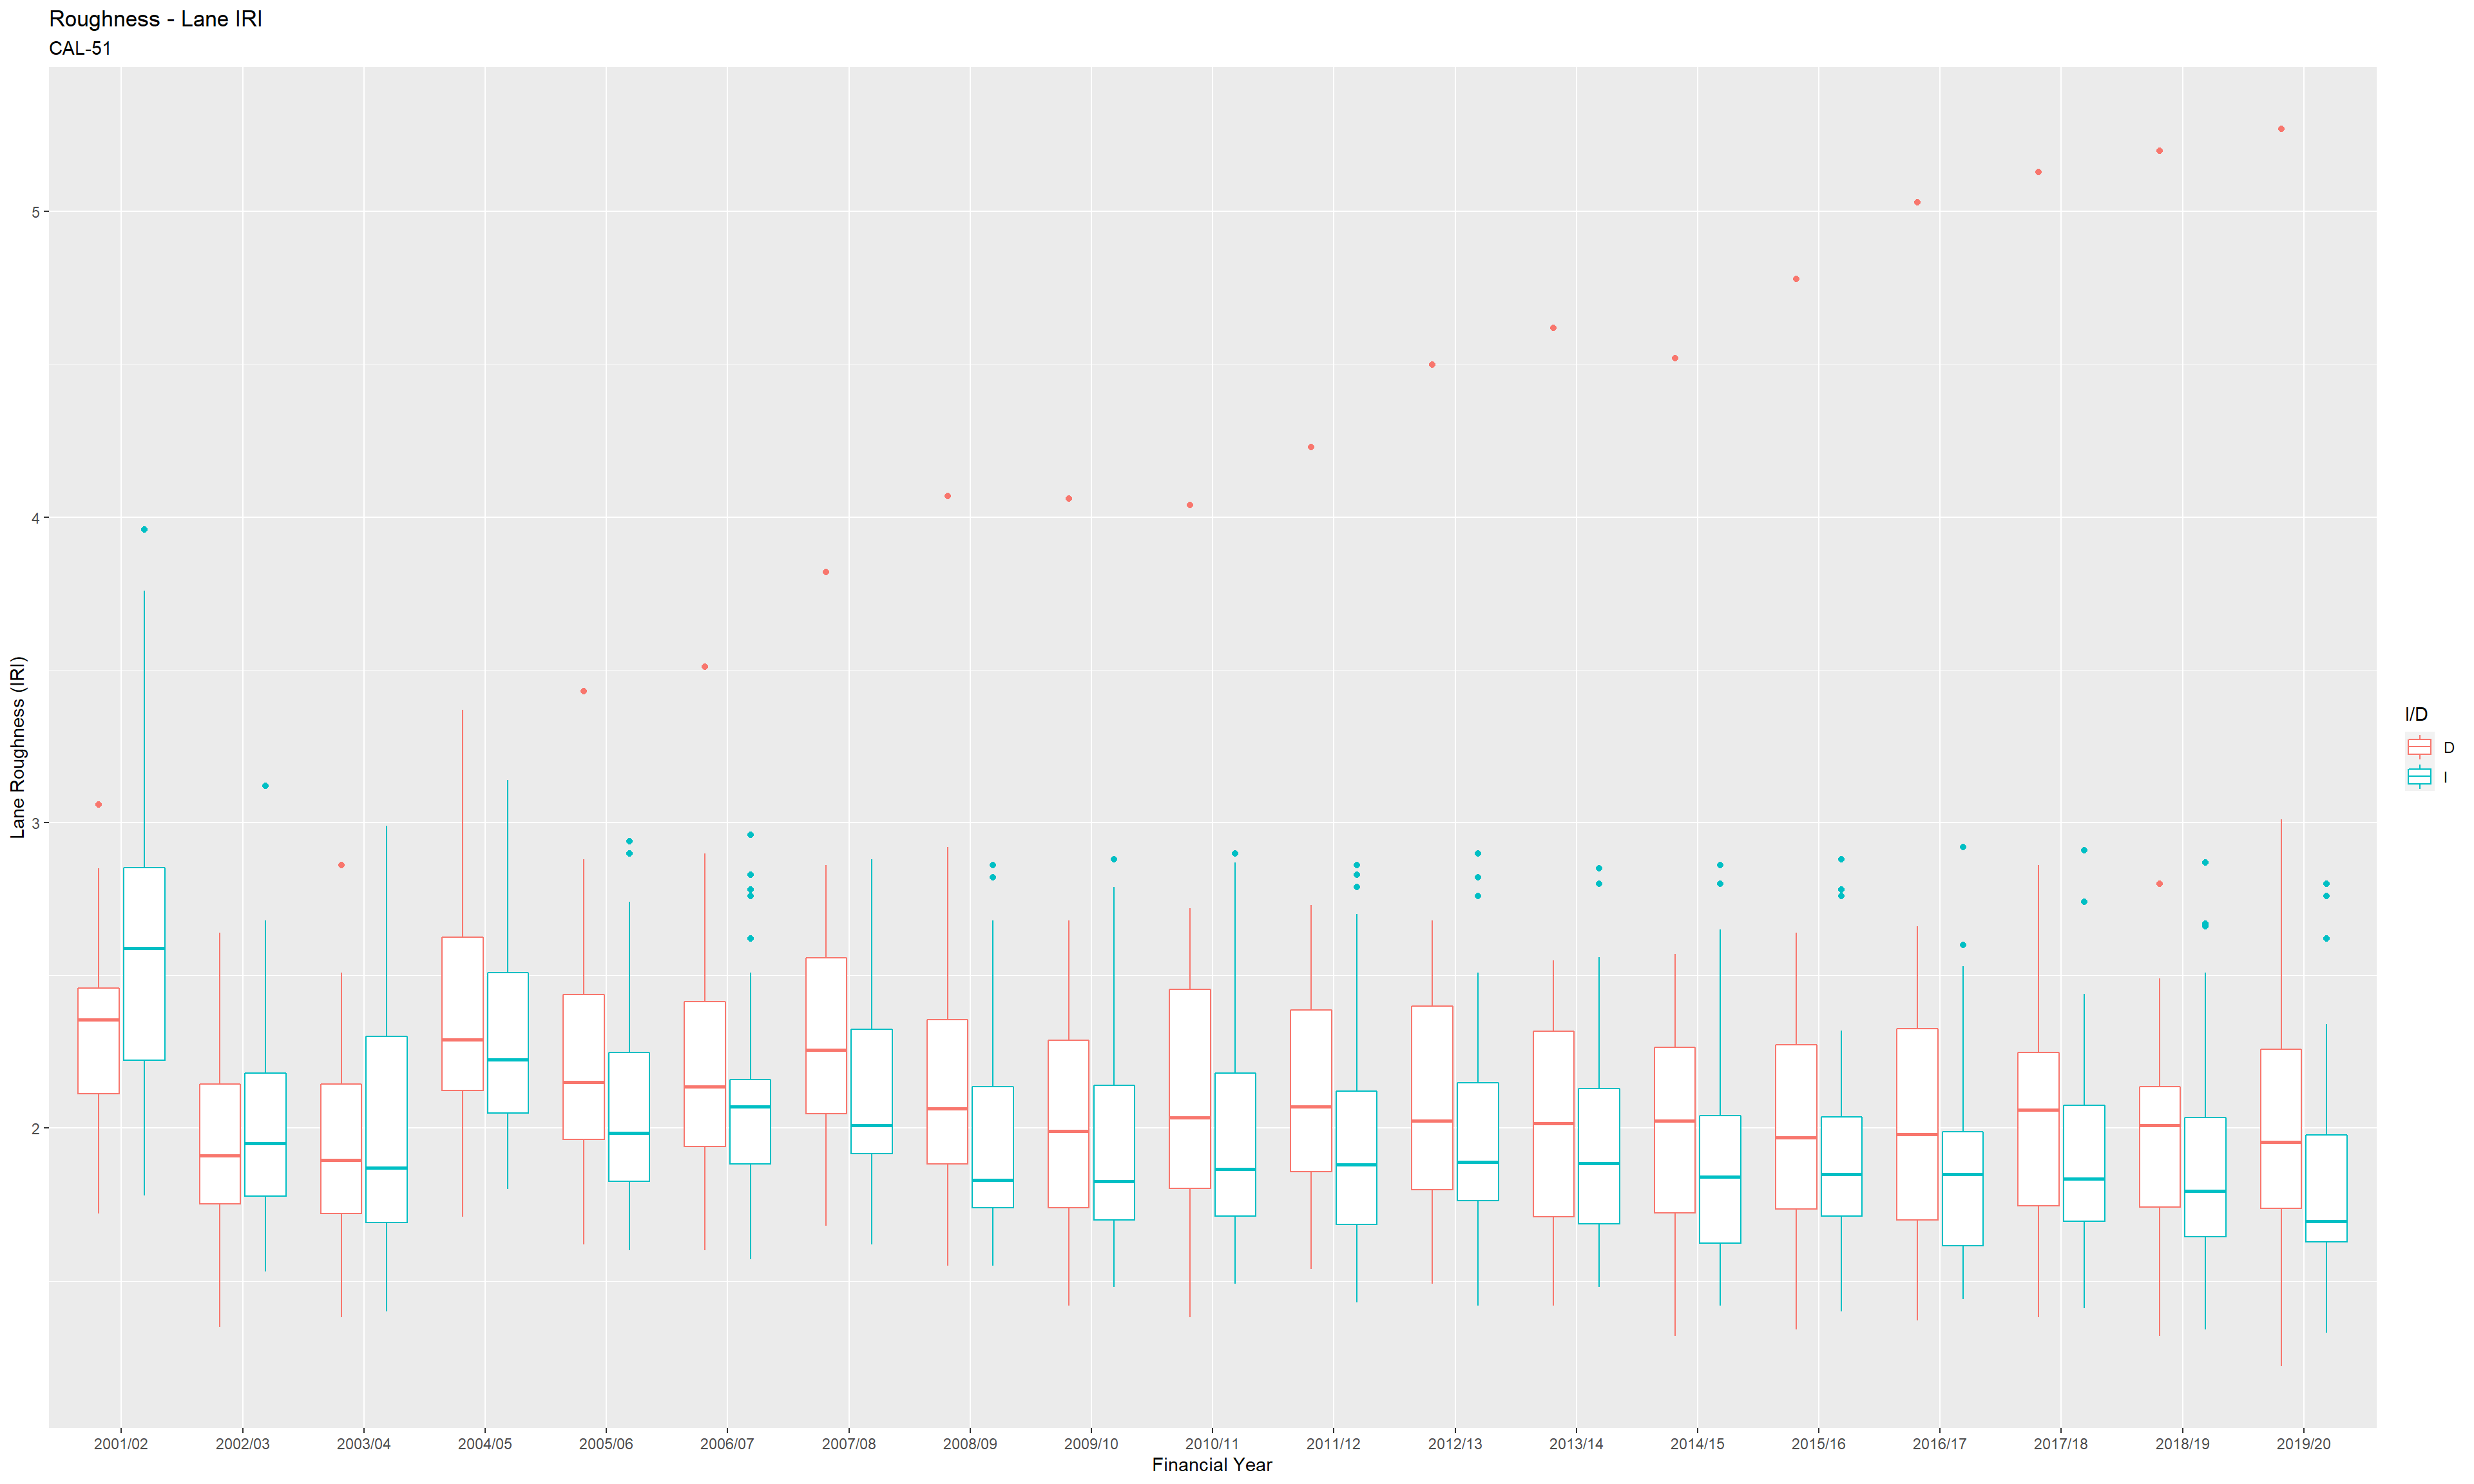 Roughness - Lane IRI
CAL-51
Lane Roughness (IRI)
5
4
3
2
2001/02 2002/03 2003/04 2004/05 2005/06 2006/07 2007/08 2008/09 2009/10 2010/11 2011/12 2012/13 2013/14 2014/15 2015/16 2016/17 2017/18 2018/19 2019/20
Financial Year
I/D
D
I